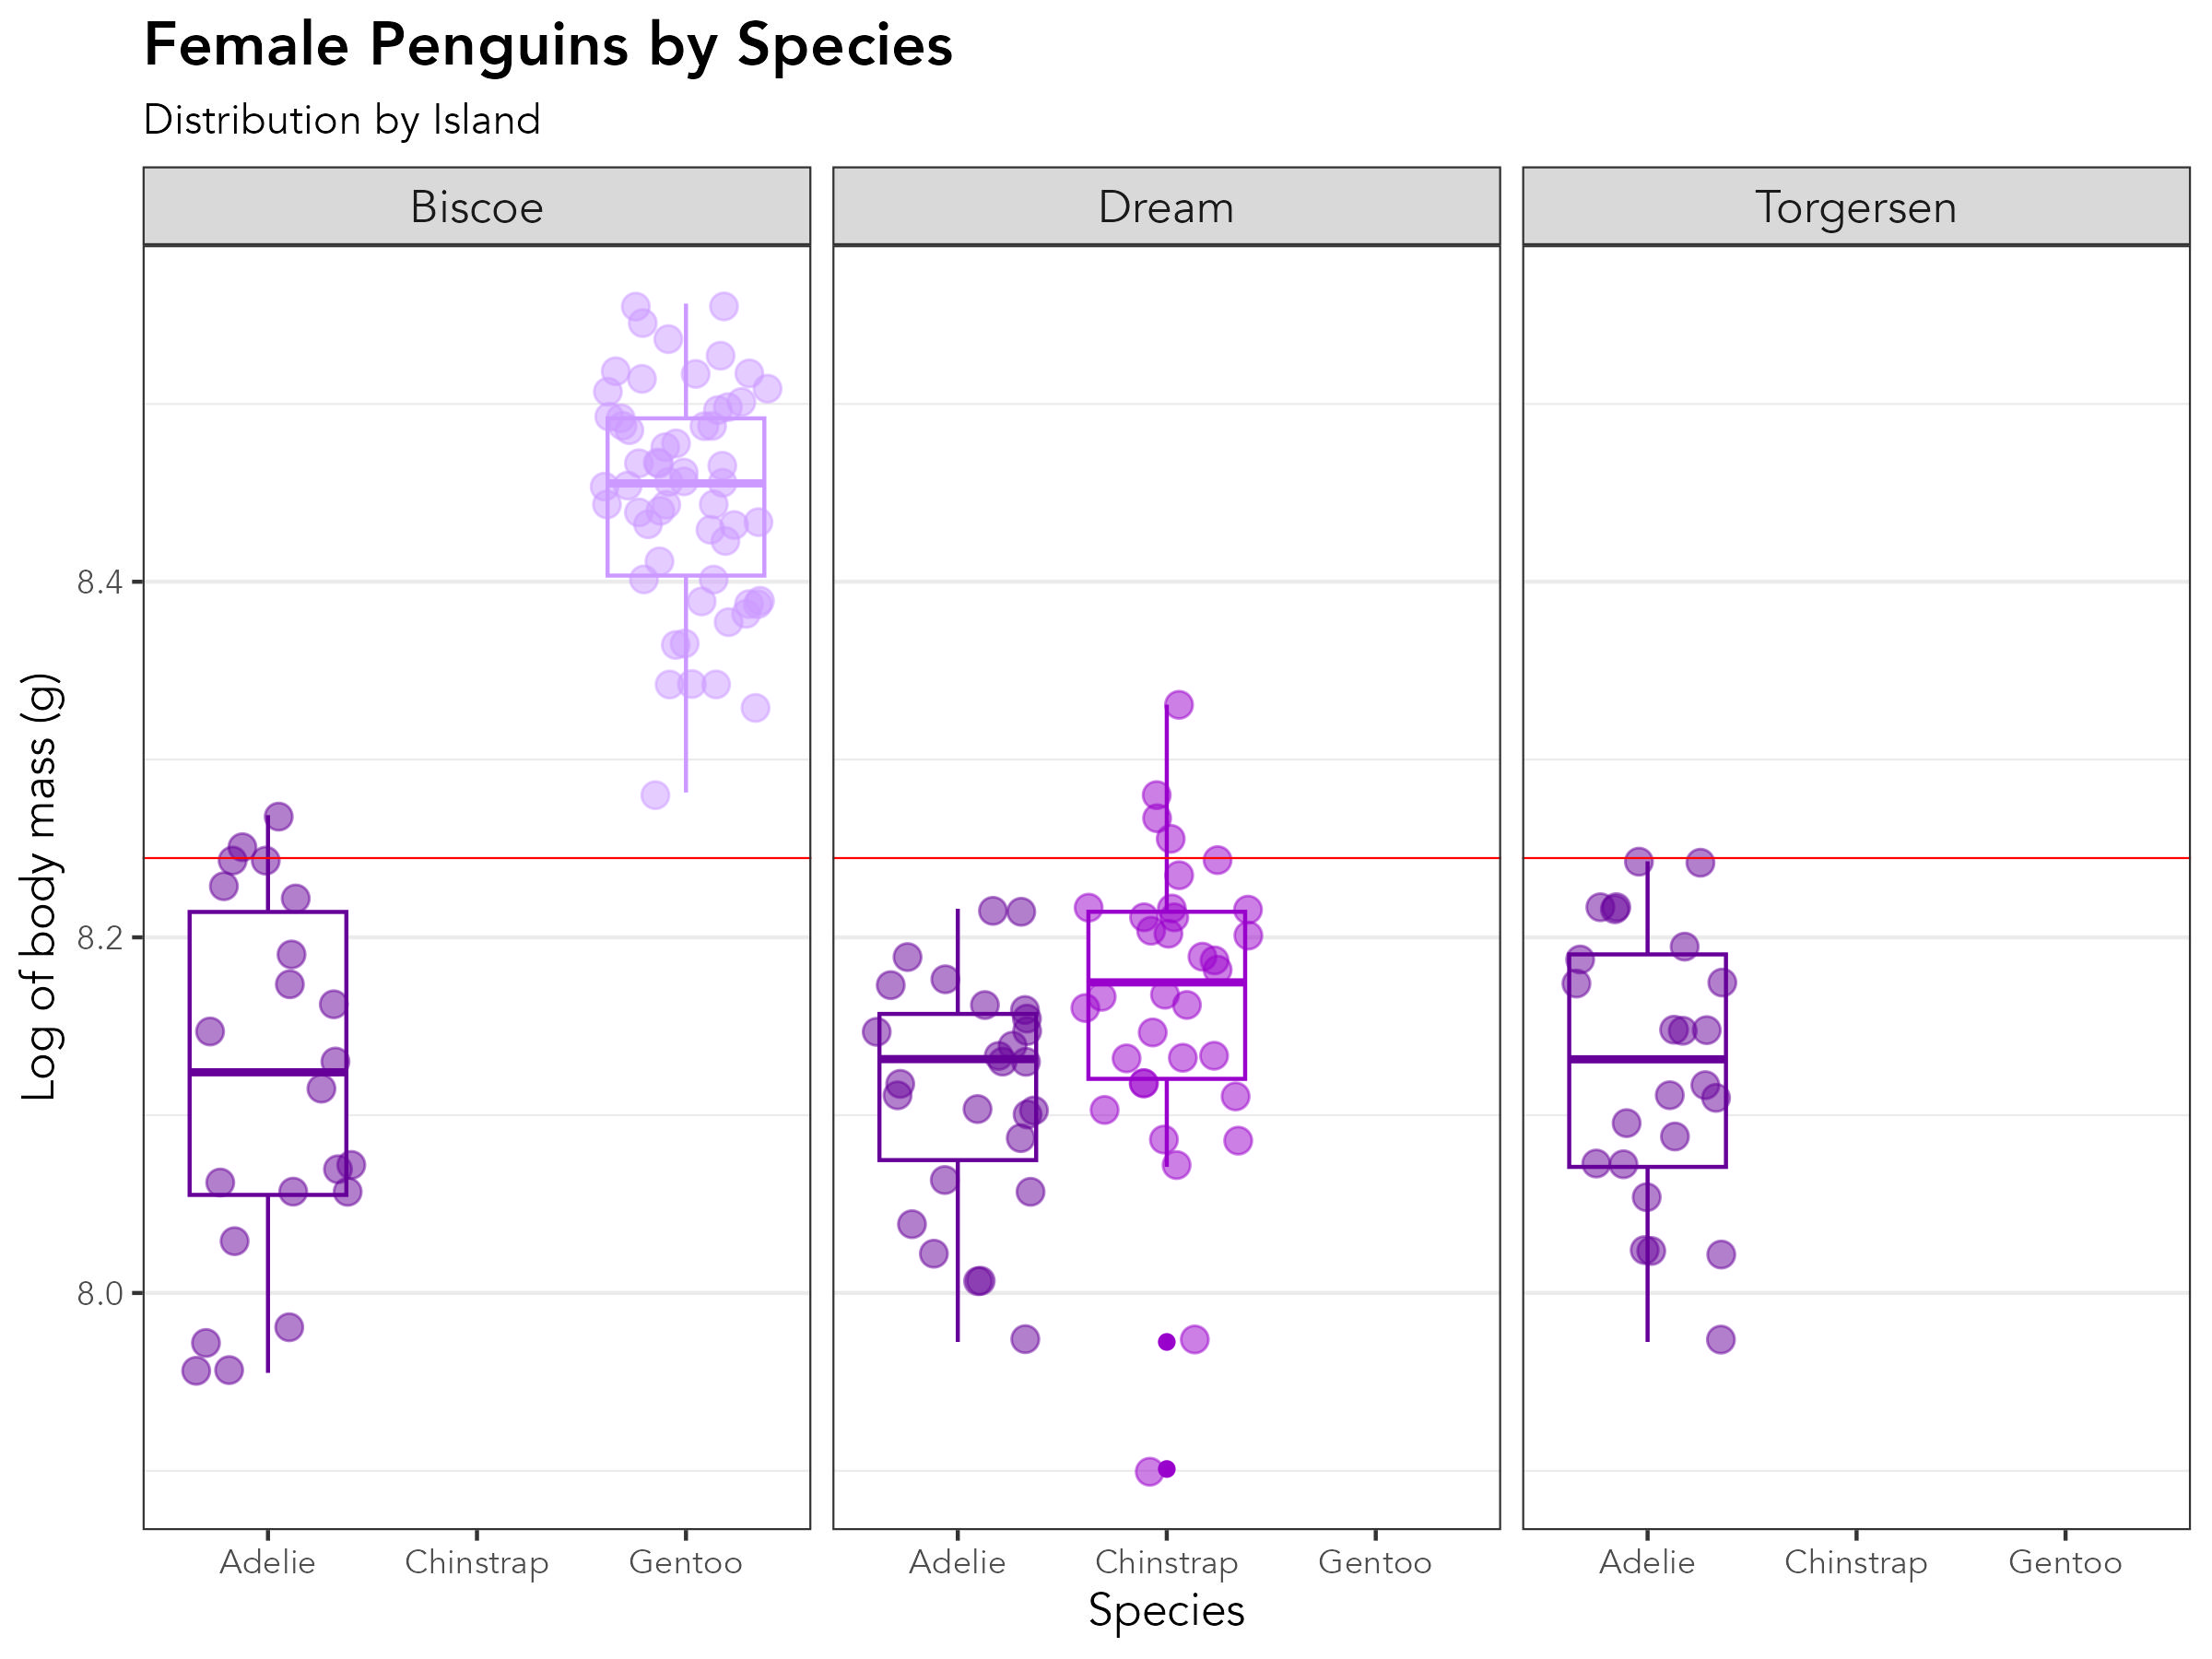 Female Penguins by Species
Distribution by Island
Biscoe
Dream
Torgersen
Log of body mass (g)
8.4
8.2
8.0
Adelie
Chinstrap
Gentoo
Adelie
Chinstrap
Gentoo
Adelie
Chinstrap
Gentoo
Species